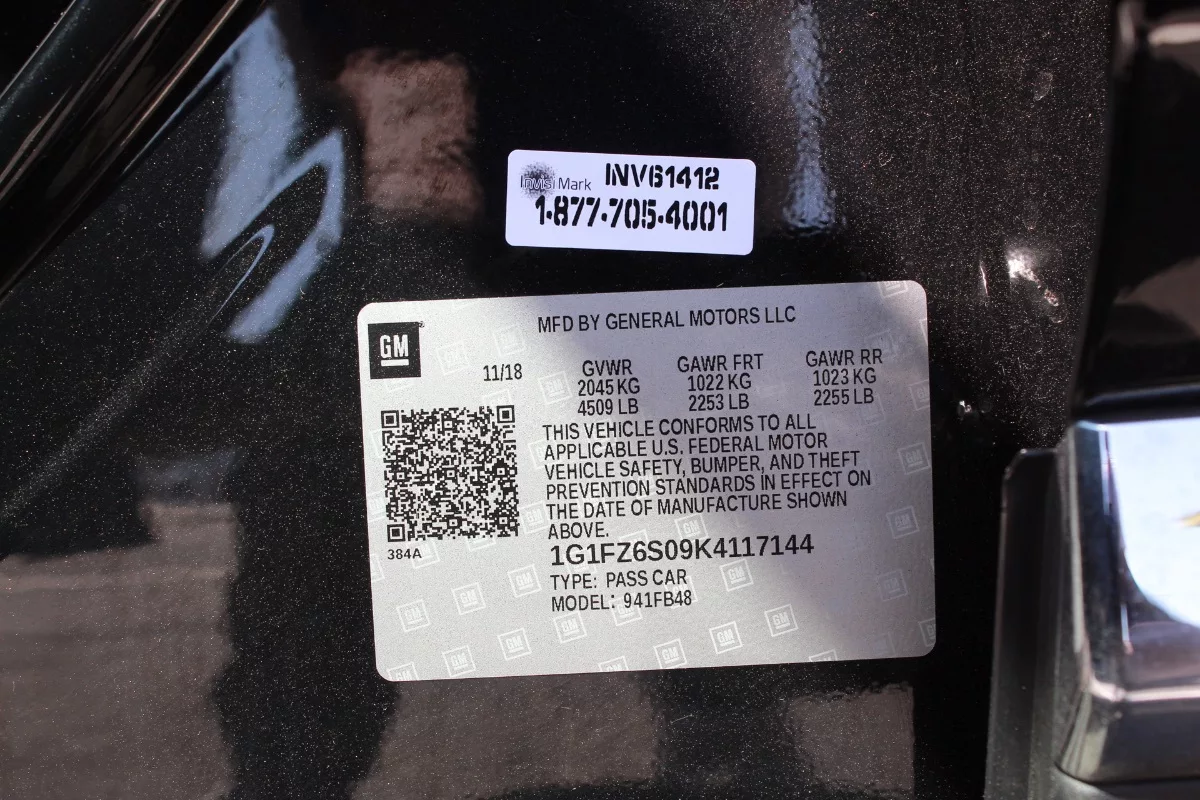 InvisiMark INV61412
1-877-705-4001
GM
MFD BY GENERAL MOTORS LLC
11/18 GVWR GAWR FRT GAWR RR
2045 KG 1022 KG 1023 KG
4509 LB 2253 LB 2255 LB
THIS VEHICLE CONFORMS TO ALL
APPLICABLE U.S. FEDERAL MOTOR
VEHICLE SAFETY, BUMPER, AND THEFT
PREVENTION STANDARDS IN EFFECT ON
THE DATE OF MANUFACTURE SHOWN
ABOVE.
384A
1G1FZ6S09K4117144
TYPE: PASS CAR
MODEL: 941FB48